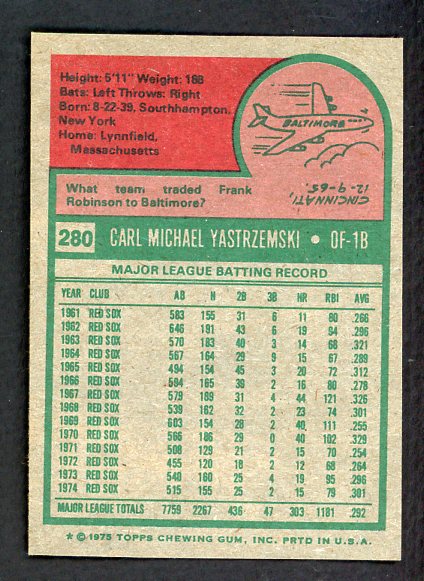 Height: 5'11" Weight: 188
Bats: Left Throws: Right
Born: 8-22-39, Southhampton,
New York
Home: Lynnfield,
Massachusetts
BALTIMORE
What team traded Frank
Robinson to Baltimore?
CINCINNATI,
12-9-65.
280 CARL MICHAEL YASTRZEMSKI • OF-1B
MAJOR LEAGUE BATTING RECORD
YEAR CLUB AB H 2B 3B HR RBI AVG
1961 RED SOX 583 155 31 6 11 80 .266
1962 RED SOX 646 191 43 6 19 94 .296
1963 RED SOX 570 183 40 3 14 68 .321
1964 RED SOX 567 164 29 9 15 67 .289
1965 RED SOX 494 154 45 3 20 72 .312
1966 RED SOX 594 165 39 2 16 80 .278
1967 RED SOX 579 189 31 4 44 121 .326
1968 RED SOX 539 162 32 2 23 74 .301
1969 RED SOX 603 154 28 2 40 111 .255
1970 RED SOX 566 186 29 0 40 102 .329
1971 RED SOX 508 129 21 2 15 70 .254
1972 RED SOX 455 120 18 2 12 68 .264
1973 RED SOX 540 160 25 4 19 95 .296
1974 RED SOX 515 155 25 2 15 79 .301
MAJOR LEAGUE TOTALS 7759 2267 436 47 303 1181 .292
* © 1975 TOPPS CHEWING GUM, INC. PRTD IN U.S.A.